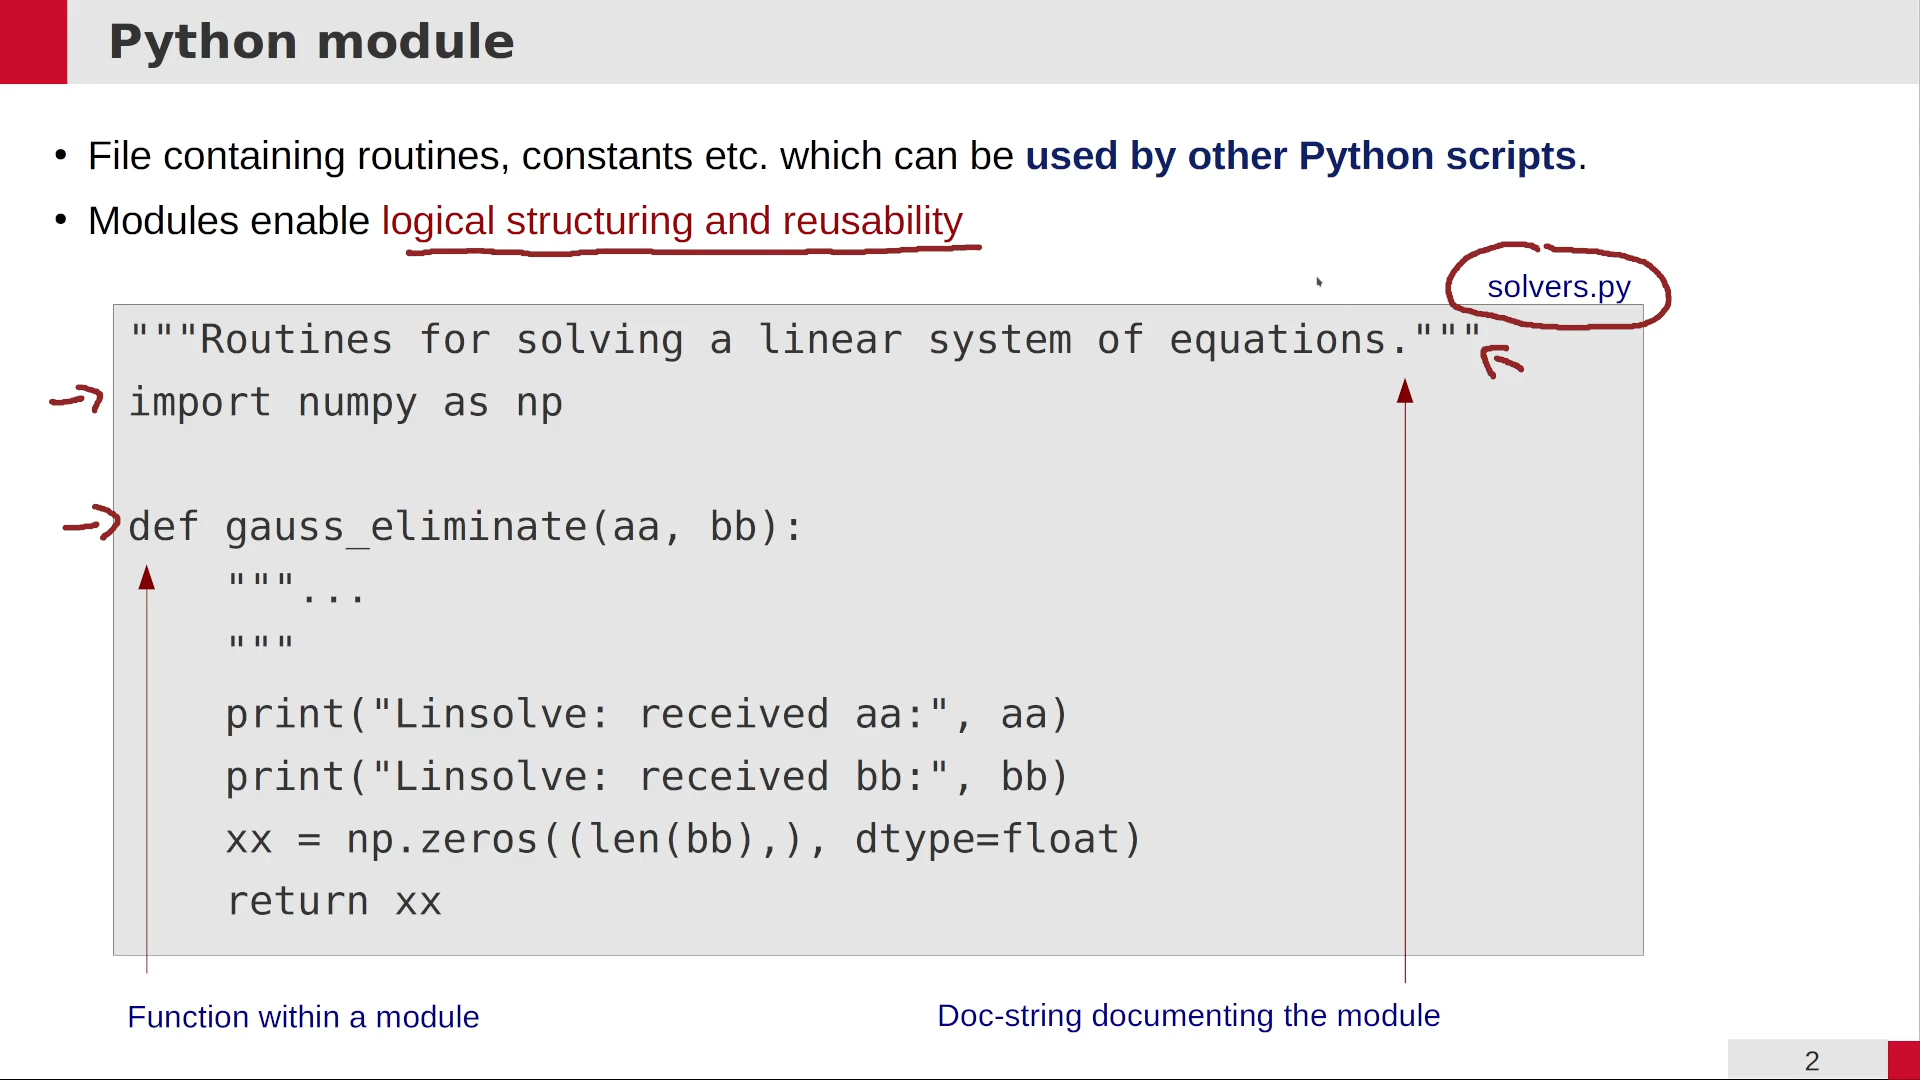 Python module
• File containing routines, constants etc. which can be used by other Python scripts.
• Modules enable logical structuring and reusability
solvers.py
"""Routines for solving a linear system of equations."""
import numpy as np
def gauss_eliminate(aa, bb):
    """...
    """
    print("Linsolve: received aa:", aa)
    print("Linsolve: received bb:", bb)
    xx = np.zeros((len(bb),), dtype=float)
    return xx
Function within a module
Doc-string documenting the module
2